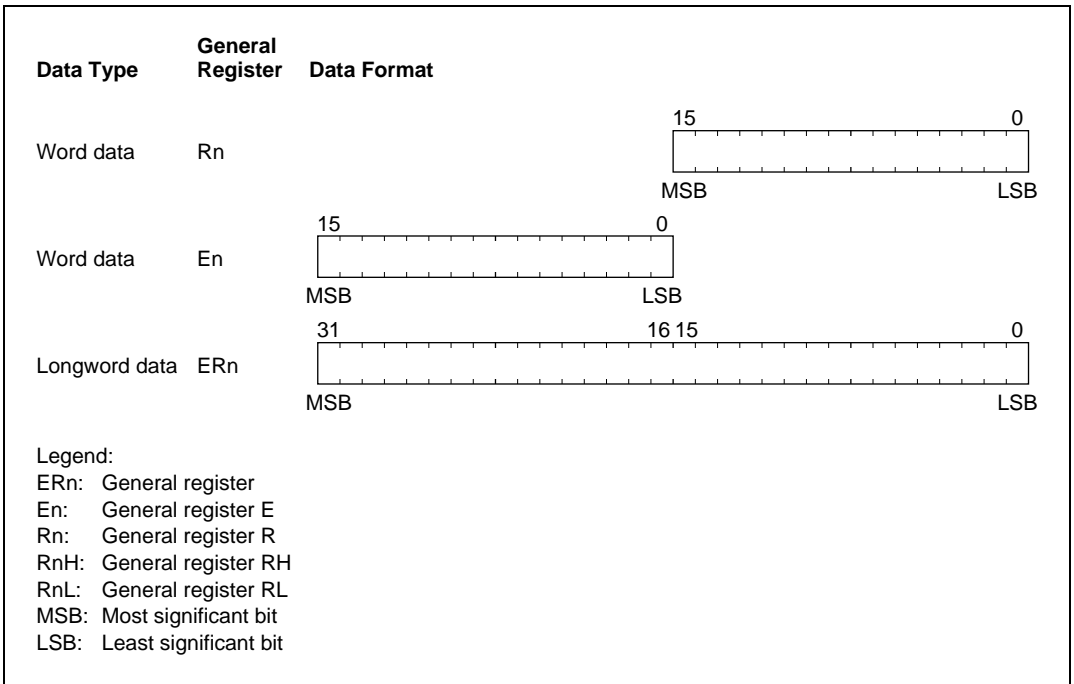 General
Data Type Register Data Format
15 0
Word data Rn
MSB LSB
15 0
Word data En
MSB LSB
31 16 15 0
Longword data ERn
MSB LSB
Legend:
ERn: General register
En: General register E
Rn: General register R
RnH: General register RH
RnL: General register RL
MSB: Most significant bit
LSB: Least significant bit